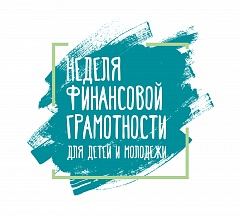 НЕДЕЛЯ
ФИНАНСОВОЙ
ГРАМОТНОСТИ
ДЛЯ ДЕТЕЙ И МОЛОДЕЖИ